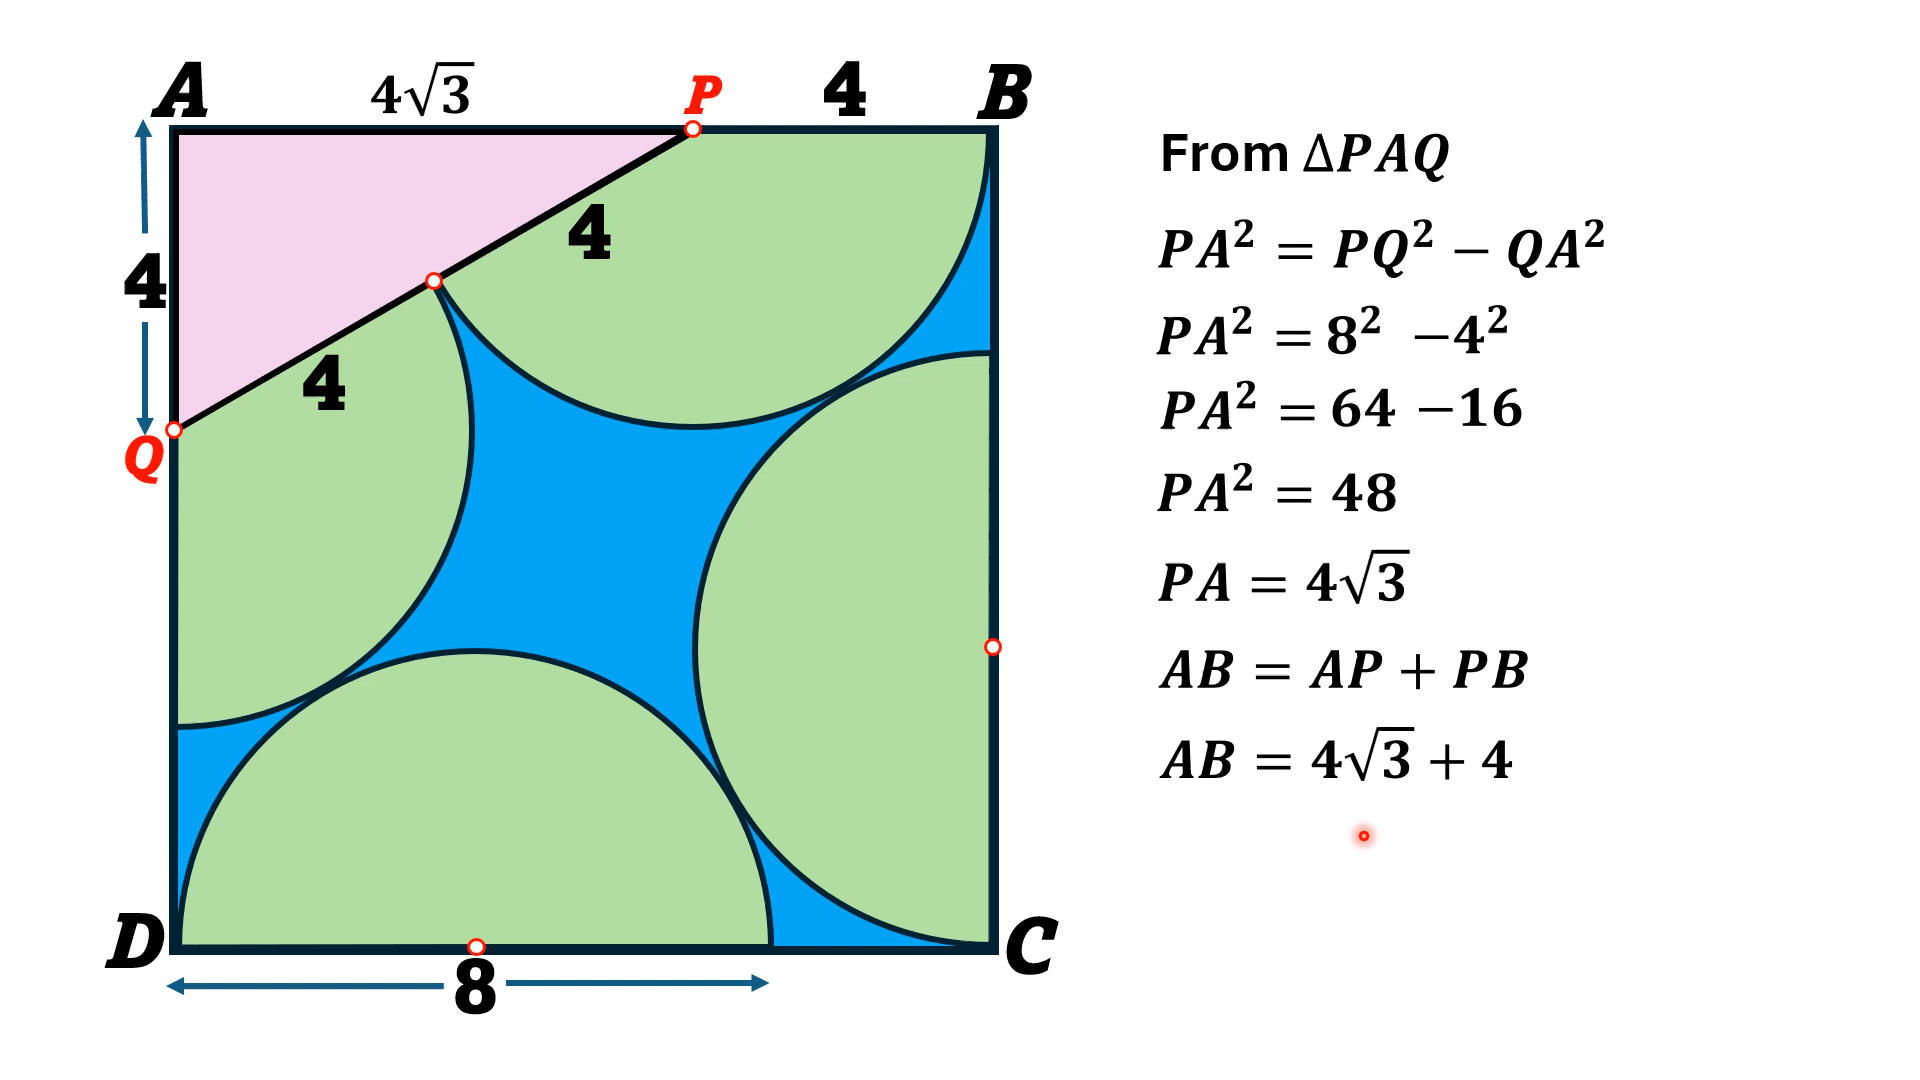 A 4√3 P 4 B
From ΔPAQ
4
PA² = PQ² − QA²
4
PA² = 8² −4²
4
PA² = 64 −16
Q
PA² = 48
PA = 4√3
AB = AP + PB
AB = 4√3 + 4
D C
8